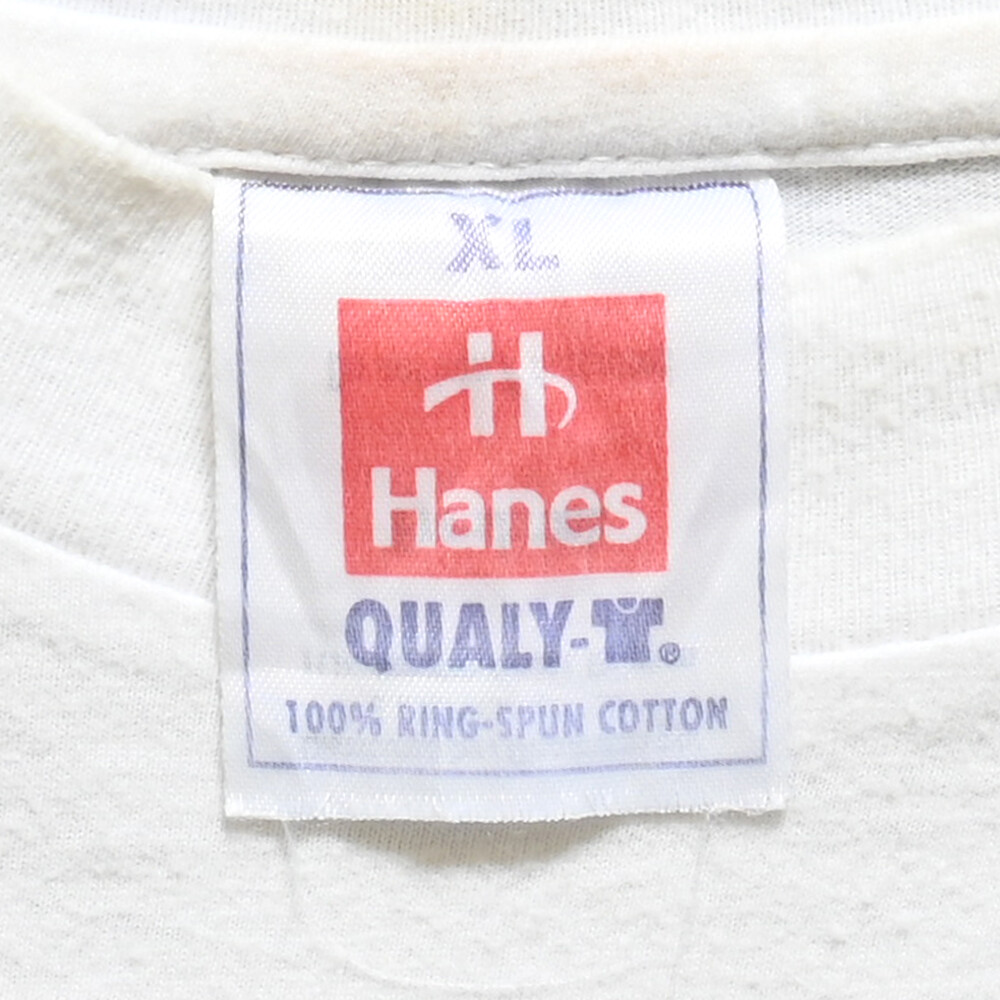 XL
H
Hanes
QUALY-T®
100% RING-SPUN COTTON